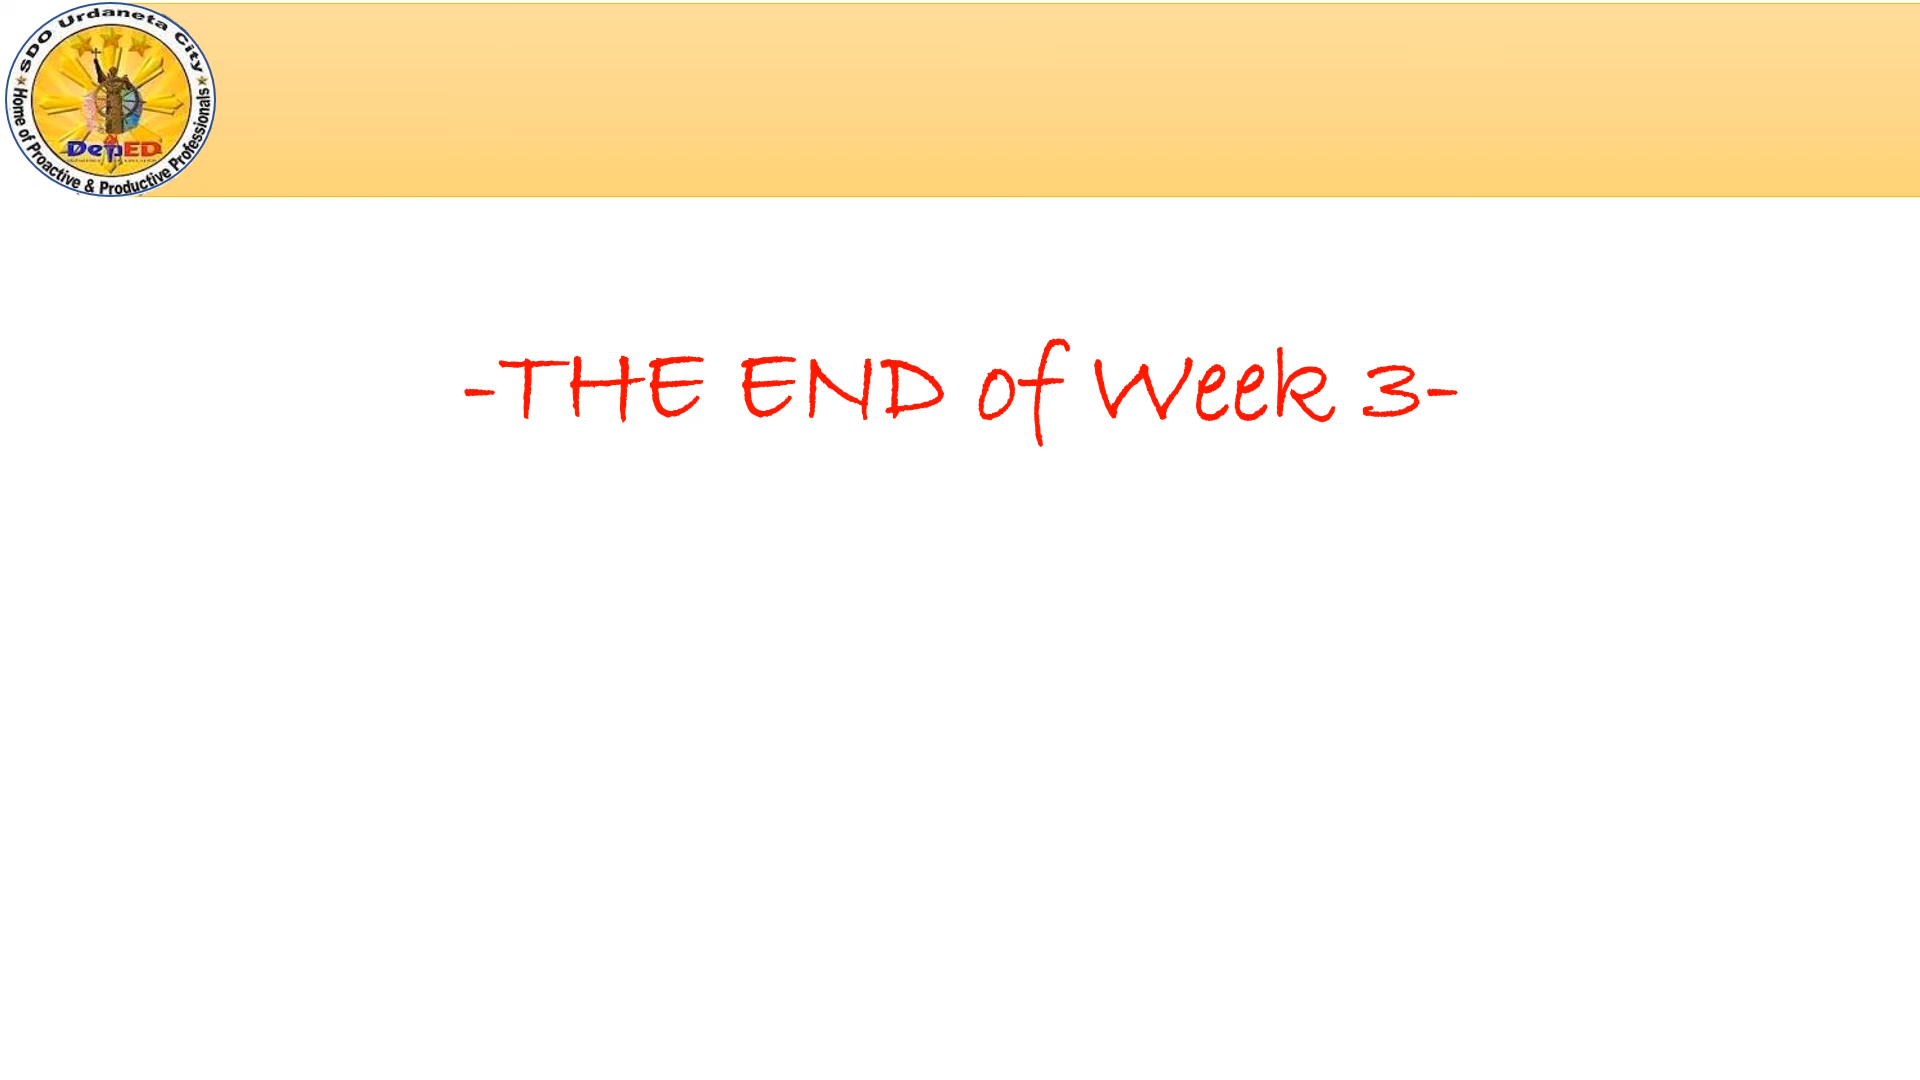 SDO Urdaneta City
Home of Proactive & Productive Professionals
DepED
-THE END of Week 3-